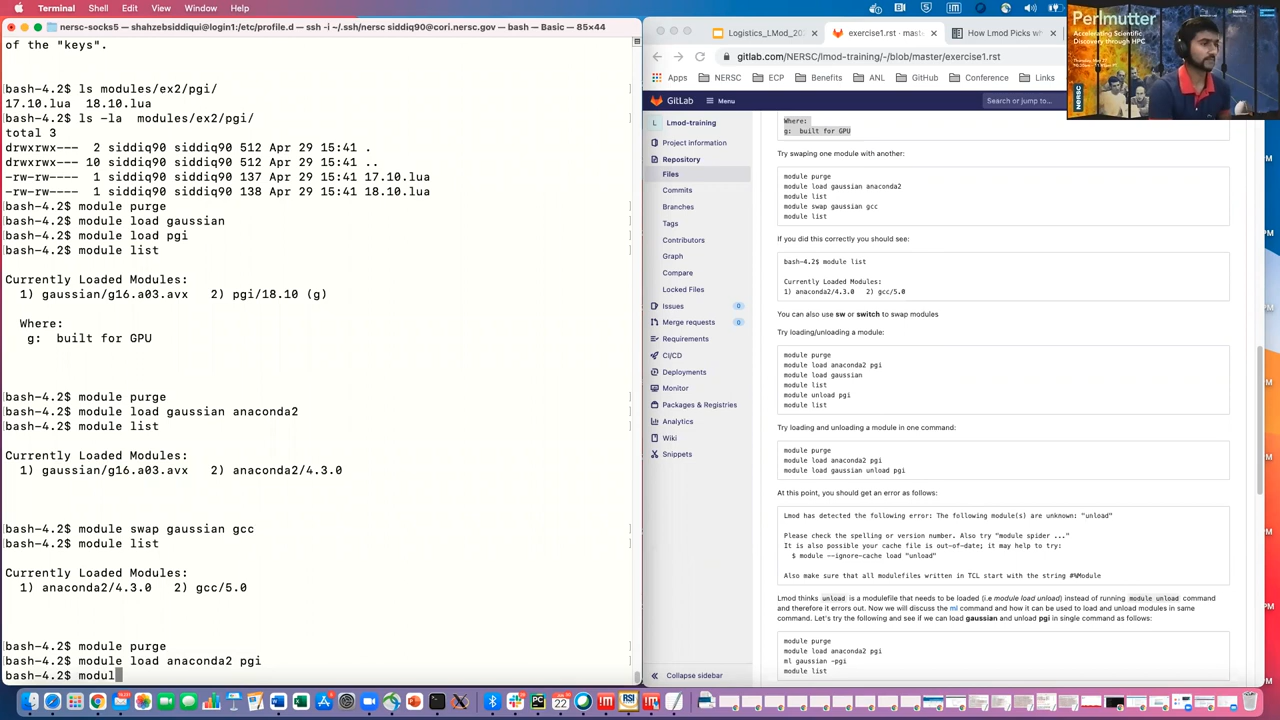 nersc-socks5 — shahzebsiddiqui@login1:/etc/profile.d — ssh -i ~/.ssh/nersc siddiq90@cori.nersc.gov — bash — Basic — 85×44
of the "keys".
bash-4.2$ ls modules/ex2/pgi/
17.10.lua  18.10.lua
bash-4.2$ ls -la  modules/ex2/pgi/
total 3
drwxrwx---  2 siddiq90 siddiq90 512 Apr 29 15:41 .
drwxrwx--- 10 siddiq90 siddiq90 512 Apr 29 15:41 ..
-rw-rw----  1 siddiq90 siddiq90 137 Apr 29 15:41 17.10.lua
-rw-rw----  1 siddiq90 siddiq90 138 Apr 29 15:41 18.10.lua
bash-4.2$ module purge
bash-4.2$ module load gaussian
bash-4.2$ module load pgi
bash-4.2$ module list
Currently Loaded Modules:
1) gaussian/g16.a03.avx   2) pgi/18.10 (g)
Where:
g:  built for GPU
bash-4.2$ module purge
bash-4.2$ module load gaussian anaconda2
bash-4.2$ module list
Currently Loaded Modules:
1) gaussian/g16.a03.avx   2) anaconda2/4.3.0
bash-4.2$ module swap gaussian gcc
bash-4.2$ module list
Currently Loaded Modules:
1) anaconda2/4.3.0   2) gcc/5.0
bash-4.2$ module purge
bash-4.2$ module load anaconda2 pgi
bash-4.2$ modul
Logistics_LMod_20
exercise1.rst · mas
How Lmod Picks w
gitlab.com/NERSC/lmod-training/-/blob/master/exercise1.rst
Apps NERSC ECP Benefits ANL GitHub Conference Links
GitLab Menu Search or jump to...
L Lmod-training
Project information
Repository
Files
Commits
Branches
Tags
Contributors
Graph
Compare
Locked Files
Issues 0
Merge requests 0
Requirements
CI/CD
Deployments
Monitor
Packages & Registries
Analytics
Wiki
Snippets
Collapse sidebar
Where:
g:  built for GPU
Try swapping one module with another:
module purge
module load gaussian anaconda2
module list
module swap gaussian gcc
module list
If you did this correctly you should see:
bash-4.2$ module list
Currently Loaded Modules:
1) anaconda2/4.3.0   2) gcc/5.0
You can also use sw or switch to swap modules
Try loading/unloading a module:
module purge
module load anaconda2 pgi
module load gaussian
module list
module unload pgi
module list
Try loading and unloading a module in one command:
module purge
module load anaconda2 pgi
module load gaussian unload pgi
At this point, you should get an error as follows:
Lmod has detected the following error: The following module(s) are unknown: "unload"
Please check the spelling or version number. Also try "module spider ..."
It is also possible your cache file is out-of-date; it may help to try:
$ module --ignore-cache load "unload"
Also make sure that all modulefiles written in TCL start with the string #%Module
Lmod thinks unload is a modulefile that needs to be loaded (i.e module load unload) instead of running module unload command
and therefore it errors out. Now we will discuss the ml command and how it can be used to load and unload modules in same
command. Let's try the following and see if we can load gaussian and unload pgi in single command as follows:
module purge
module load anaconda2 pgi
ml gaussian -pgi
module list
Perlmutter
Accelerating Scientific
Discovery through HPC
NERSC